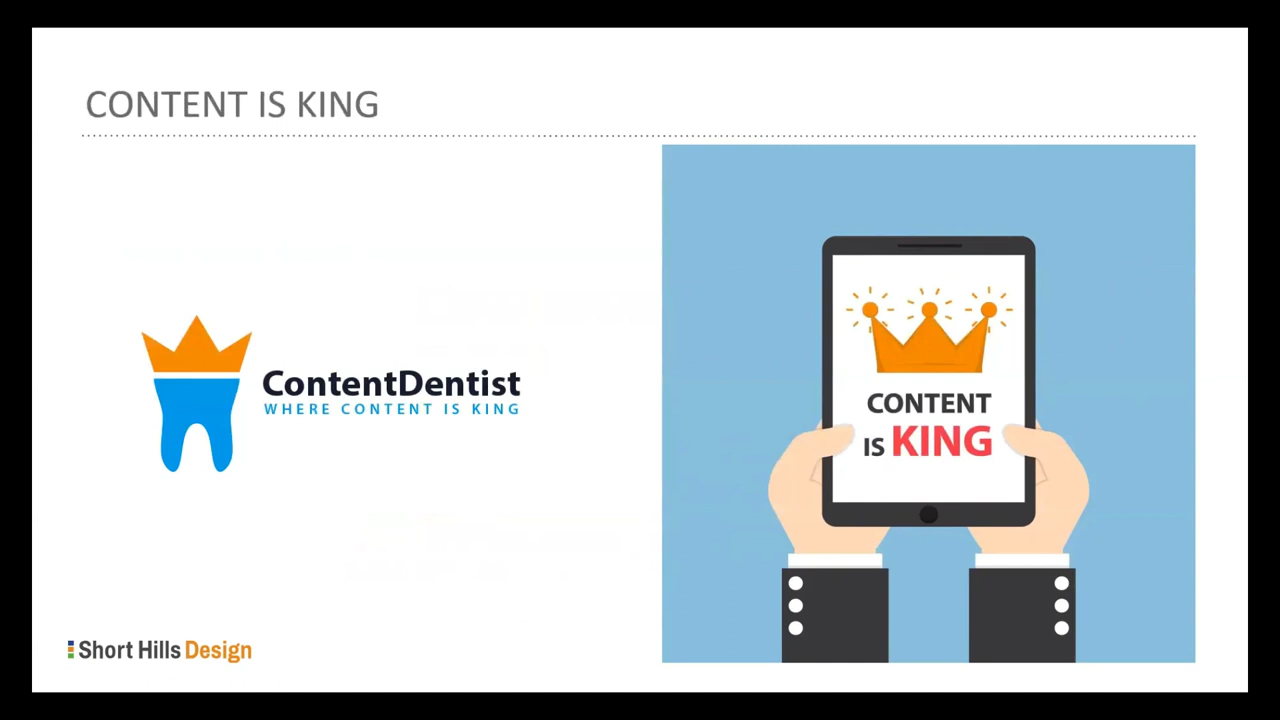 CONTENT IS KING
ContentDentist
WHERE CONTENT IS KING
CONTENT
IS KING
Short Hills Design